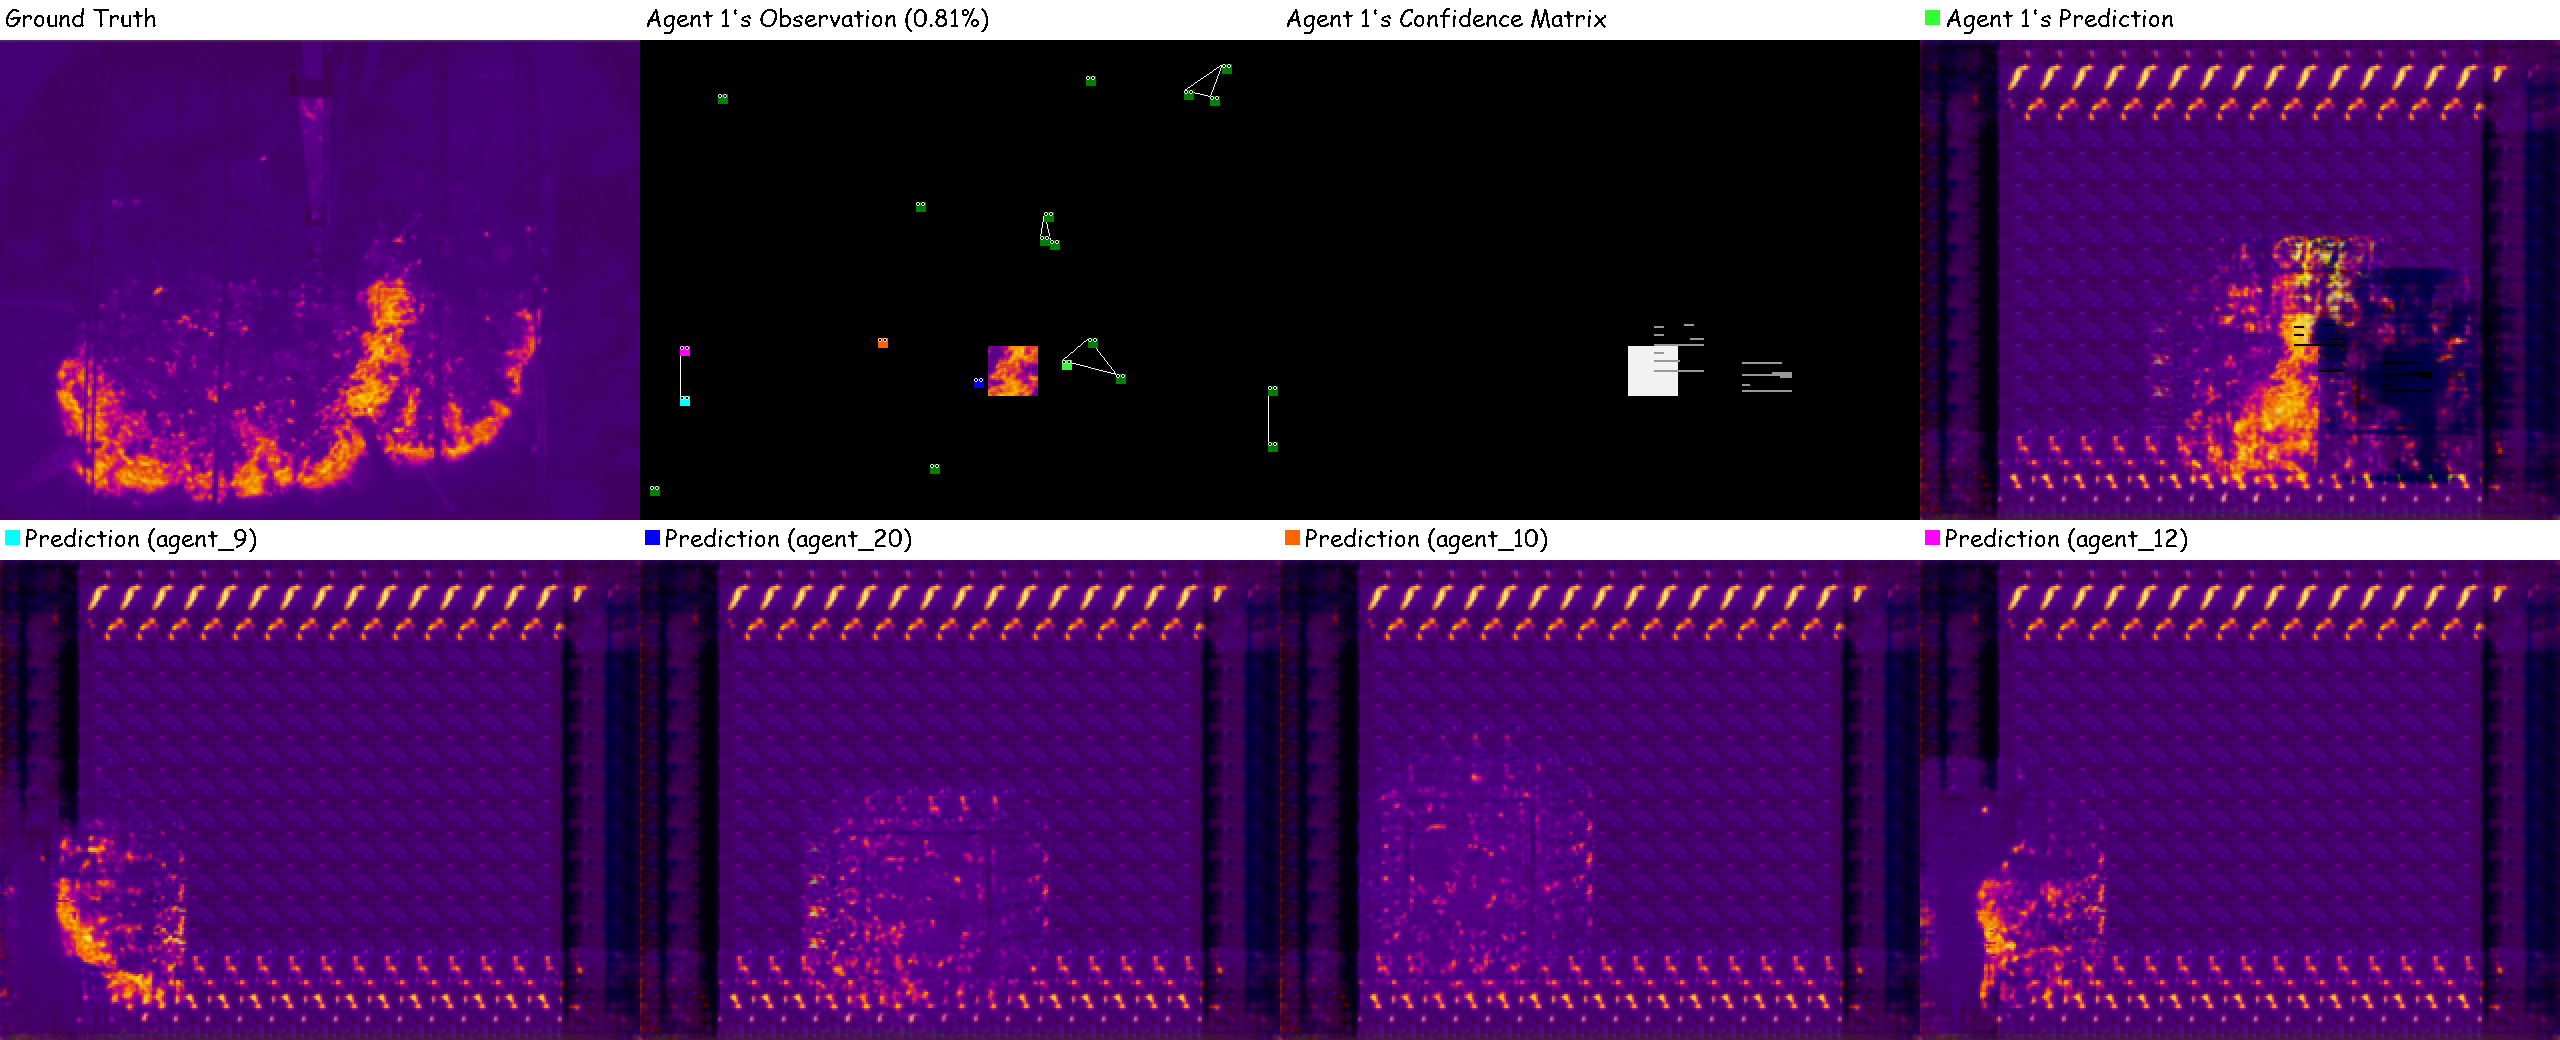 Ground Truth
Agent 1's Observation (0.81%)
Agent 1's Confidence Matrix
Agent 1's Prediction
Prediction (agent_9)
Prediction (agent_20)
Prediction (agent_10)
Prediction (agent_12)